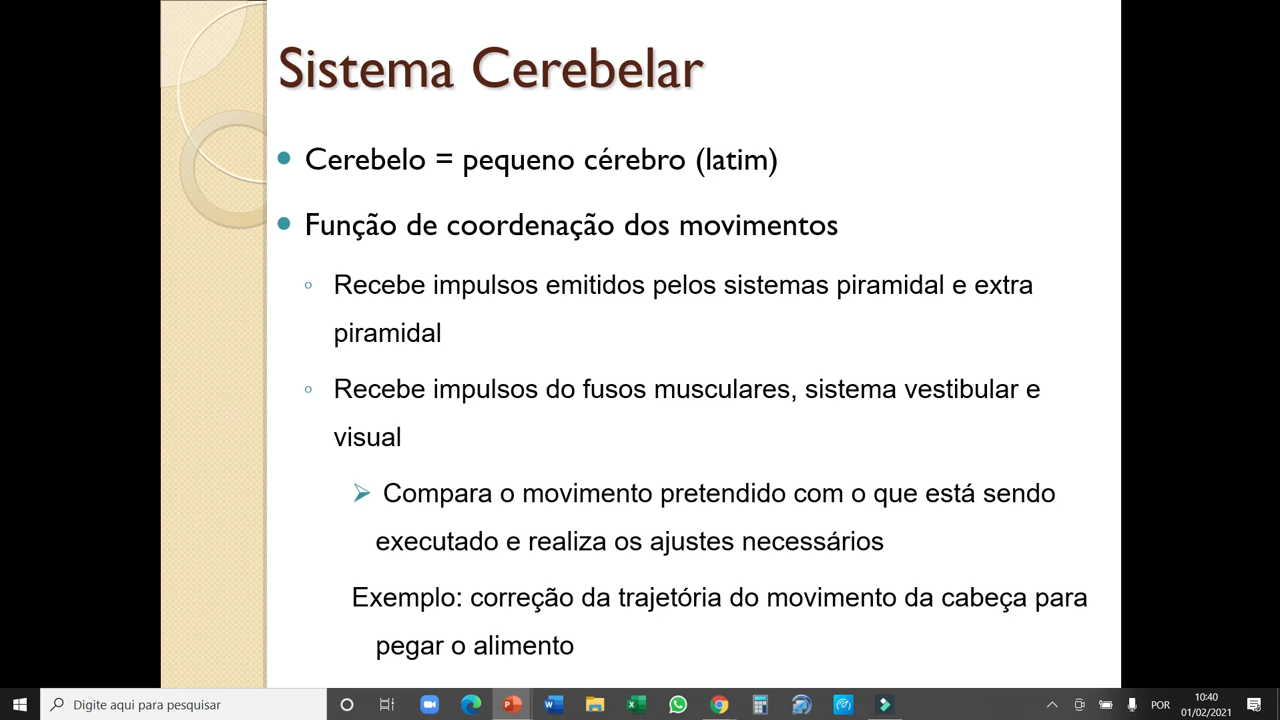 Sistema Cerebelar
Cerebelo = pequeno cérebro (latim)
Função de coordenação dos movimentos
Recebe impulsos emitidos pelos sistemas piramidal e extra
piramidal
Recebe impulsos do fusos musculares, sistema vestibular e
visual
Compara o movimento pretendido com o que está sendo
executado e realiza os ajustes necessários
Exemplo: correção da trajetória do movimento da cabeça para
pegar o alimento
Digite aqui para pesquisar
POR
10:40
01/02/2021